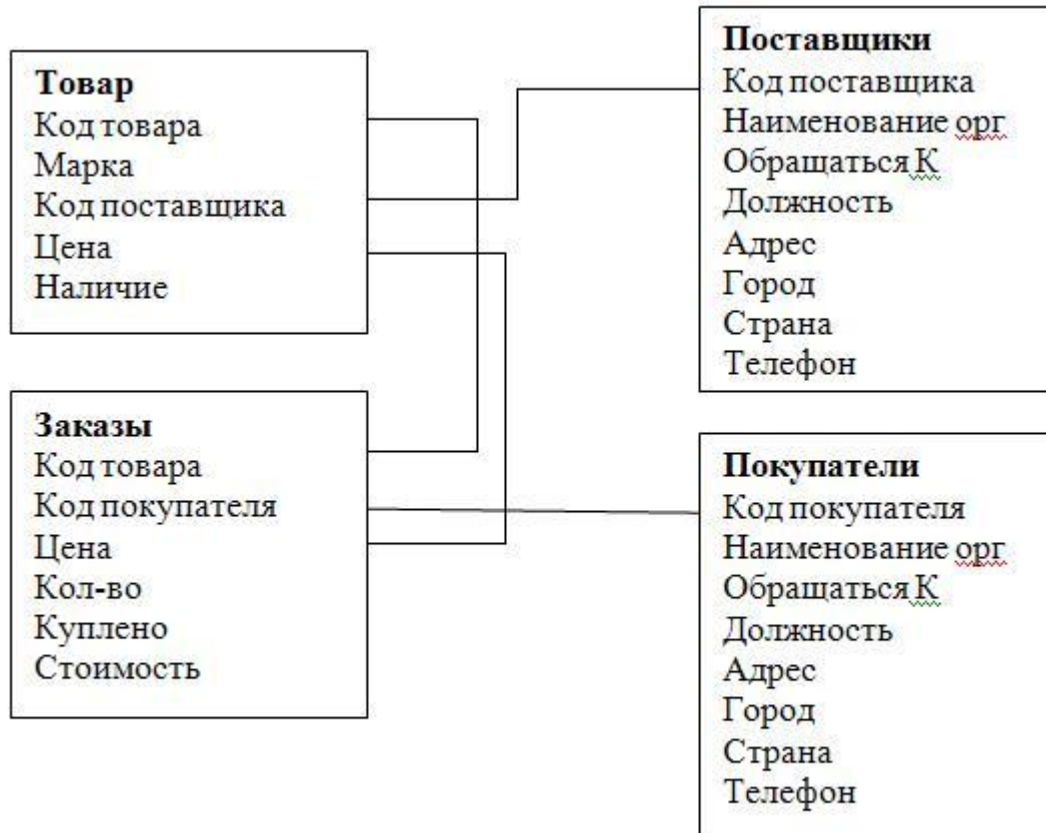 Товар
Код товара
Марка
Код поставщика
Цена
Наличие
Заказы
Код товара
Код покупателя
Цена
Кол-во
Куплено
Стоимость
Поставщики
Код поставщика
Наименование орг
Обращаться К
Должность
Адрес
Город
Страна
Телефон
Покупатели
Код покупателя
Наименование орг
Обращаться К
Должность
Адрес
Город
Страна
Телефон